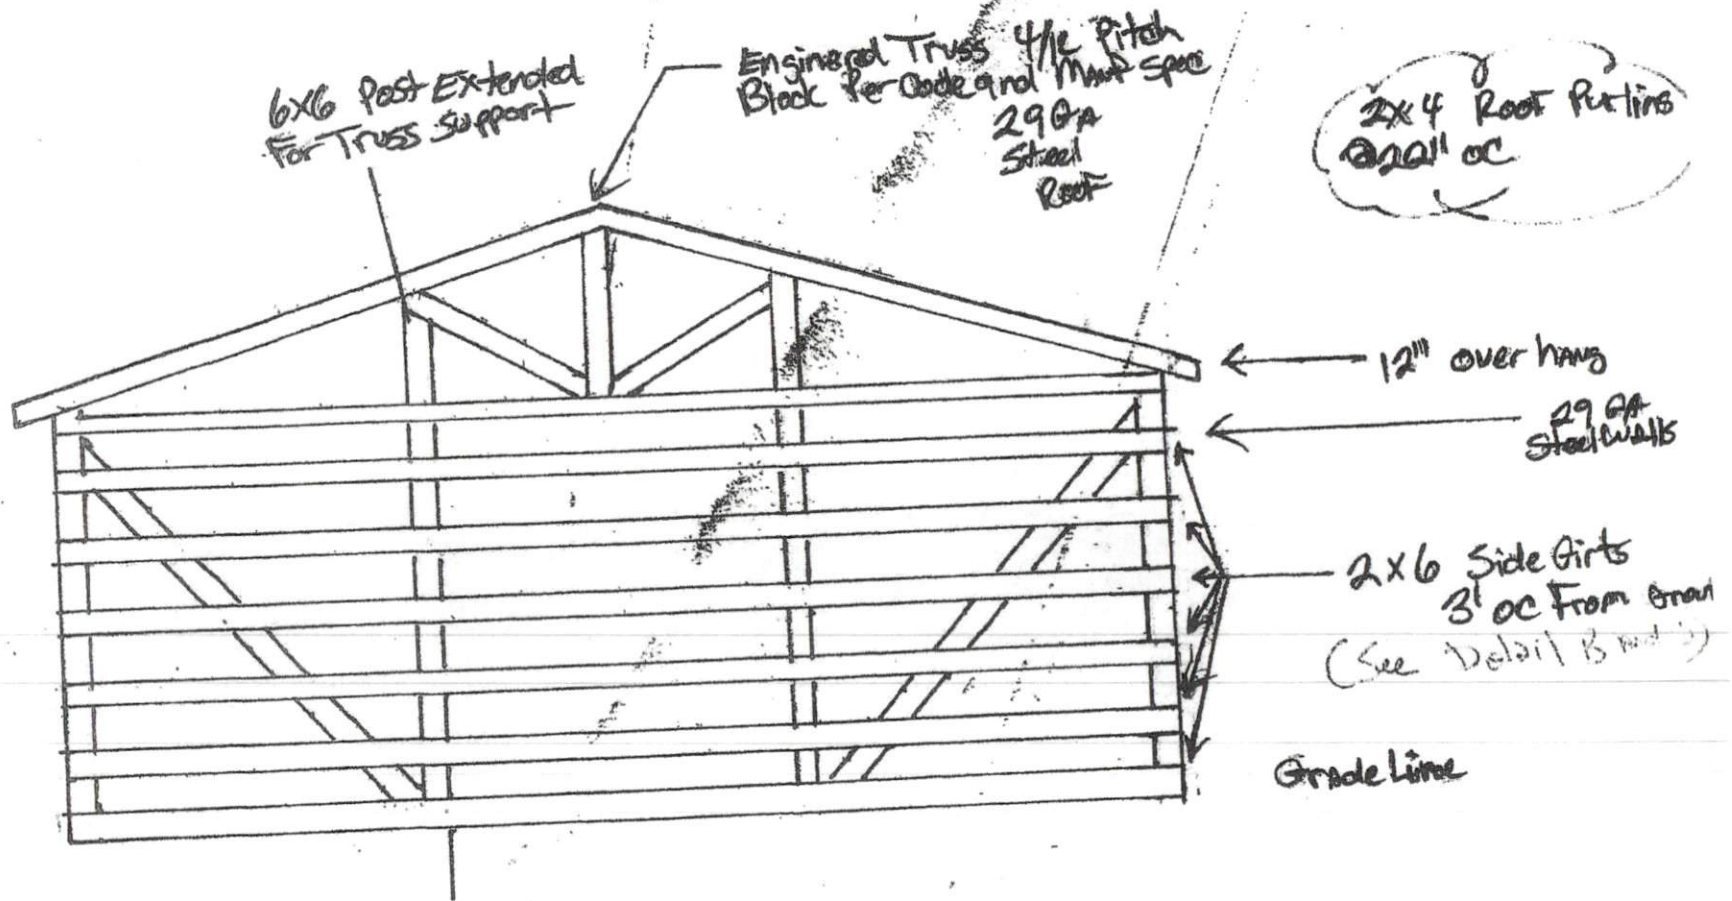 6x6 Post Extended
For Truss Support
Engineered Truss 4/12 Pitch
Block Per Code and Manf Spec
29 GA
Steel
Roof
2x4 Roof Purlins
OC
12" over hang
29 GA
Steel Walls
2x6 Side Girts
3' OC From
(See Detail B
Grade Line